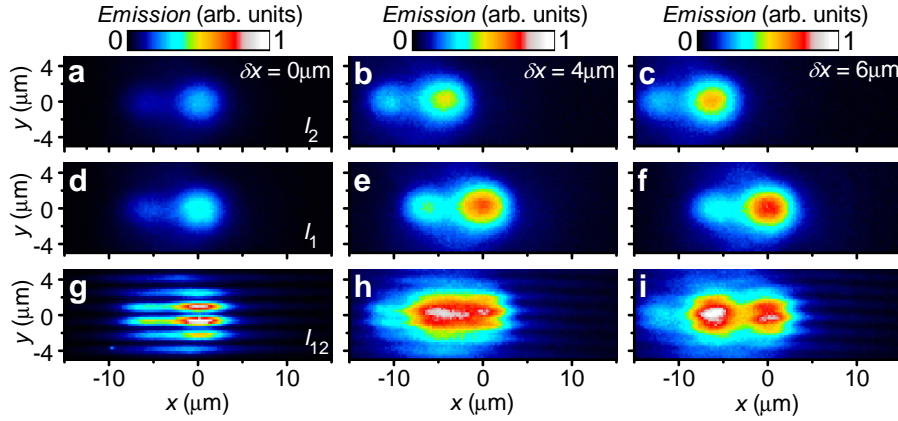 Emission (arb. units) Emission (arb. units) Emission (arb. units)
0 1 0 1 0 1
4 a δx = 0μm b δx = 4μm c δx = 6μm
y (μm) 0
-4 I2
4 d e f
y (μm) 0
-4 I1
4 g h i
y (μm) 0
-4 I12
-10 0 10 -10 0 10 -10 0 10
x (μm) x (μm) x (μm)